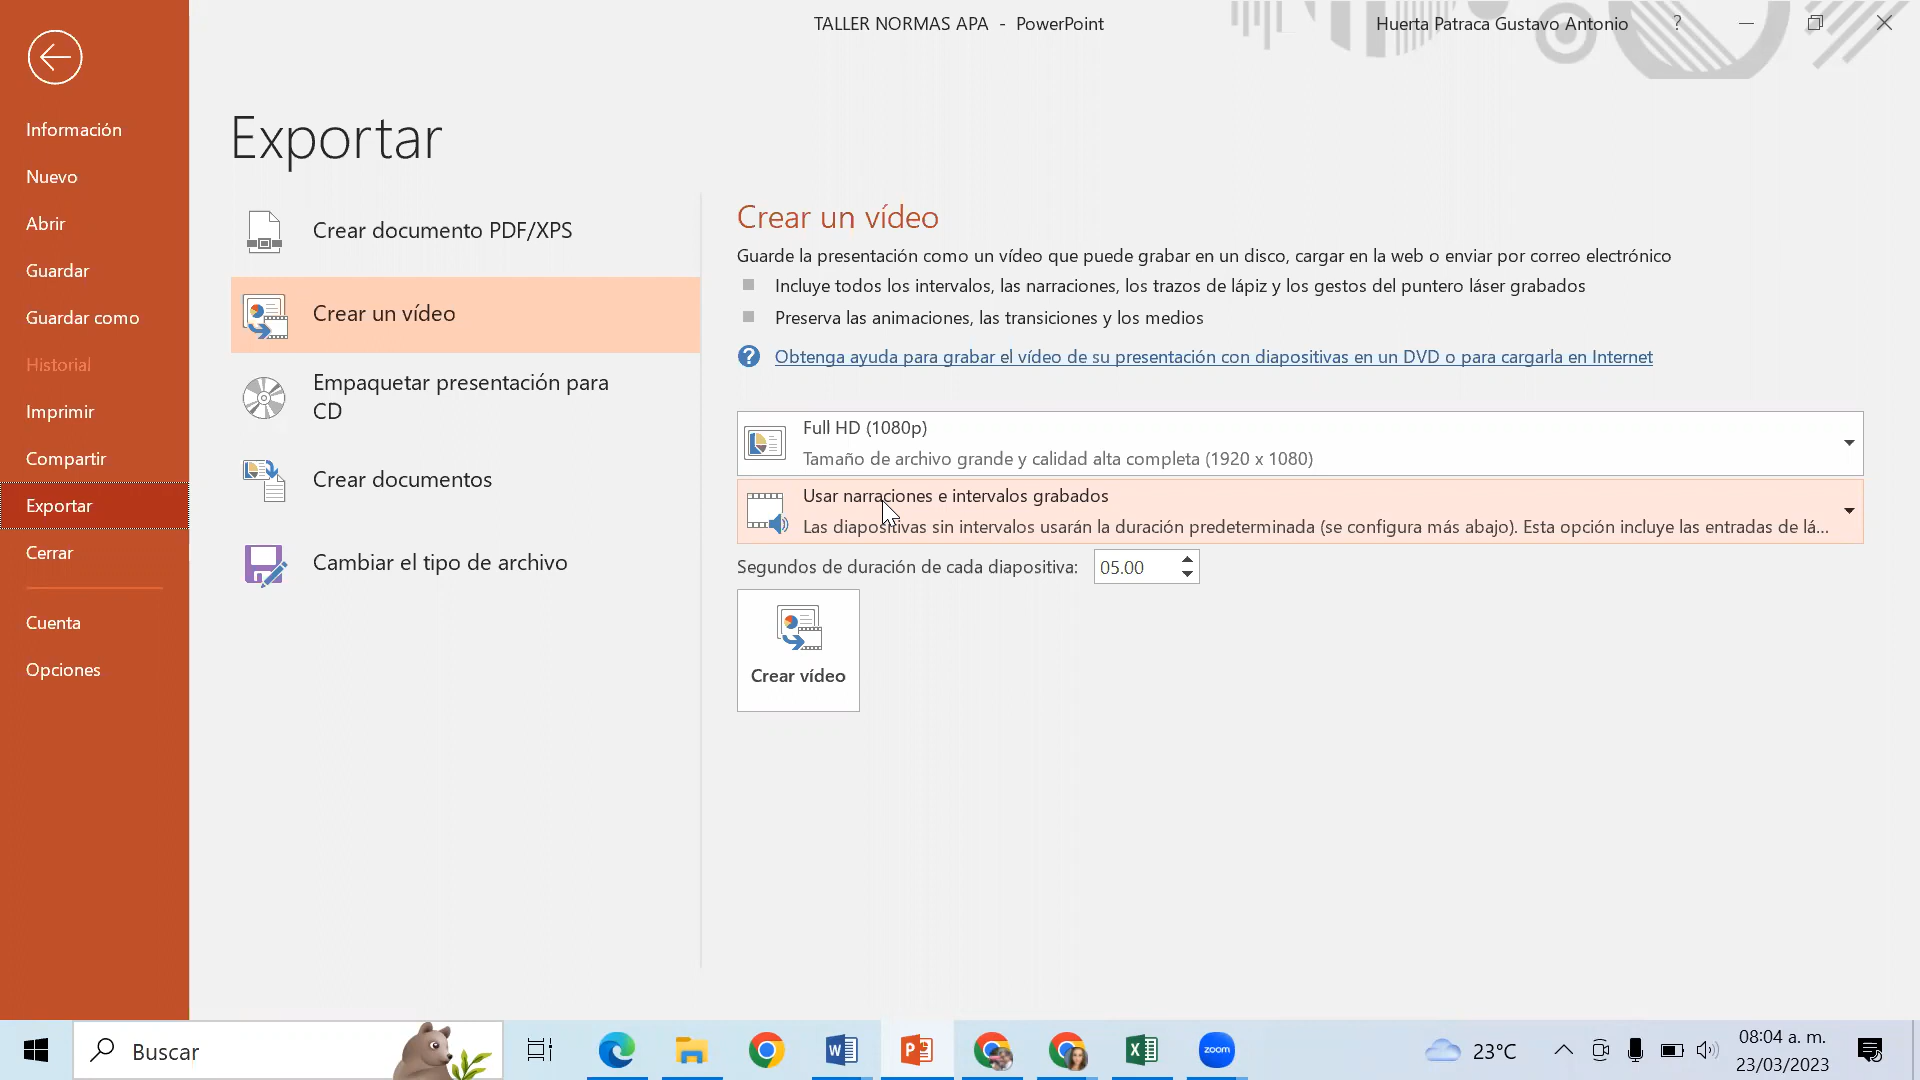 TALLER NORMAS APA - PowerPoint
Huerta Patraca Gustavo Antonio
?
Información
Nuevo
Abrir
Guardar
Guardar como
Historial
Imprimir
Compartir
Exportar
Cerrar
Cuenta
Opciones
Exportar
Crear documento PDF/XPS
Crear un vídeo
Empaquetar presentación para
CD
Crear documentos
Cambiar el tipo de archivo
Crear un vídeo
Guarde la presentación como un vídeo que puede grabar en un disco, cargar en la web o enviar por correo electrónico
Incluye todos los intervalos, las narraciones, los trazos de lápiz y los gestos del puntero láser grabados
Preserva las animaciones, las transiciones y los medios
? Obtenga ayuda para grabar el vídeo de su presentación con diapositivas en un DVD o para cargarla en Internet
Full HD (1080p)
Tamaño de archivo grande y calidad alta completa (1920 x 1080)
Usar narraciones e intervalos grabados
Las diapositivas sin intervalos usarán la duración predeterminada (se configura más abajo). Esta opción incluye las entradas de lá...
Segundos de duración de cada diapositiva: 05.00
Crear vídeo
Buscar
zoom
23°C
08:04 a. m.
23/03/2023